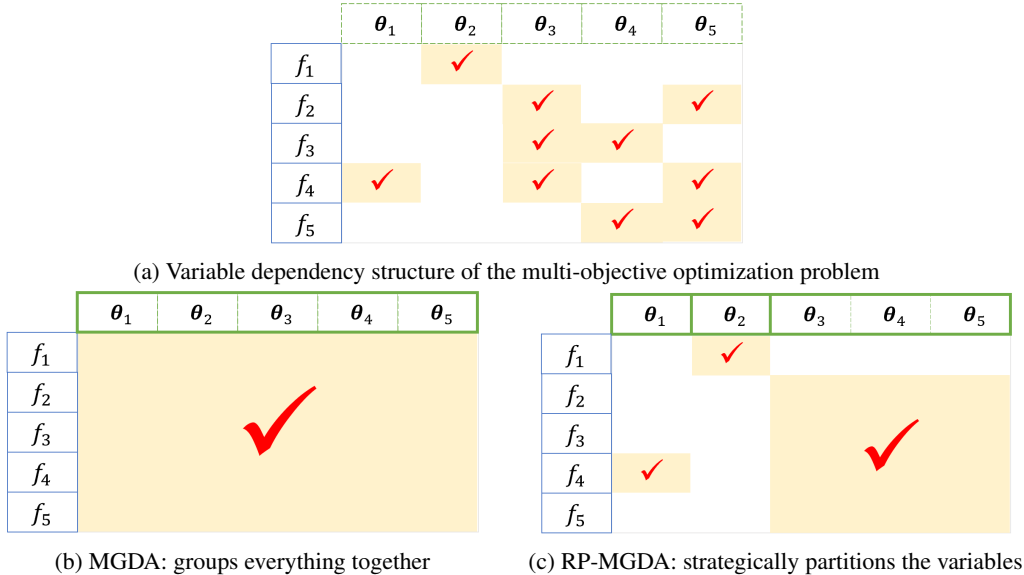 θ1 θ2 θ3 θ4 θ5
f1 ✓
f2 ✓ ✓
f3 ✓ ✓
f4 ✓ ✓ ✓
f5 ✓ ✓
(a) Variable dependency structure of the multi-objective optimization problem
θ1 θ2 θ3 θ4 θ5
f1
f2
f3 ✓
f4
f5
(b) MGDA: groups everything together
θ1 θ2 θ3 θ4 θ5
f1 ✓
f2
f3 ✓
f4 ✓
f5
(c) RP-MGDA: strategically partitions the variables